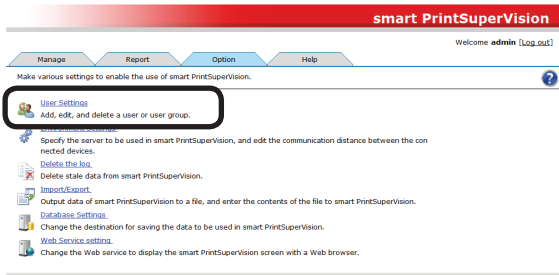 smart PrintSuperVision
Welcome admin [Log out]
Manage Report Option Help
Make various settings to enable the use of smart PrintSuperVision.
?
User Settings
Add, edit, and delete a user or user group.
Environment Settings
Specify the server to be used in smart PrintSuperVision, and edit the communication distance between the con
nected devices.
Delete the log
Delete stale data from smart PrintSuperVision.
Import/Export
Output data of smart PrintSuperVision to a file, and enter the contents of the file to smart PrintSuperVision.
Database Settings
Change the destination for saving the data to be used in smart PrintSuperVision.
Web Service setting
Change the Web service to display the smart PrintSuperVision screen with a Web browser.